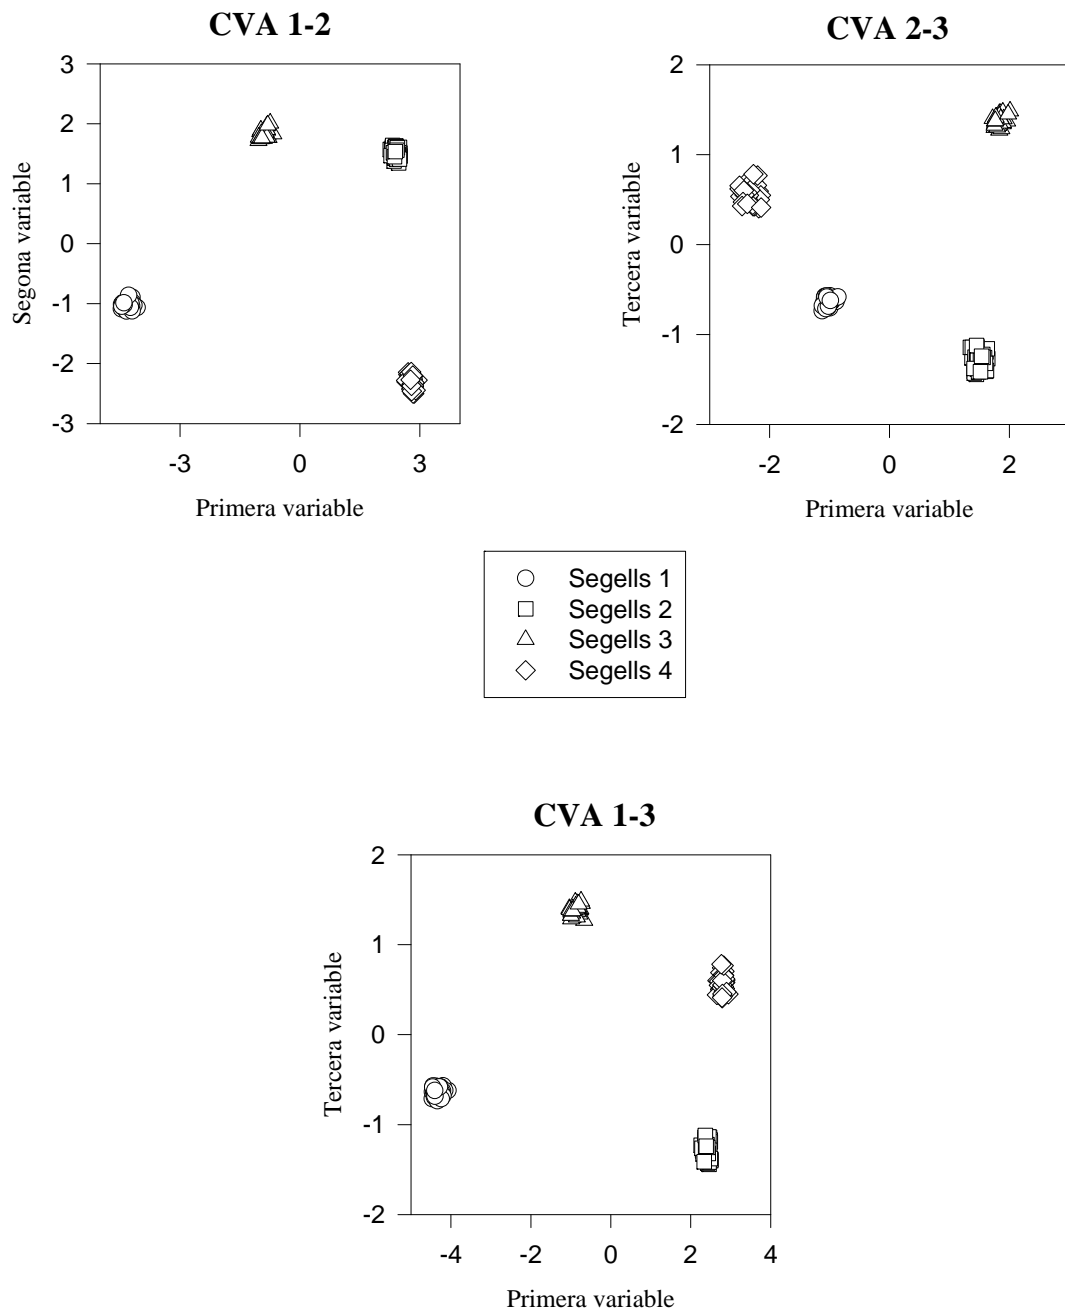 CVA 1-2
3
2
1
0
-1
-2
-3
Segona variable
-3 0 3
Primera variable
CVA 2-3
2
1
0
-1
-2
Tercera variable
-2 0 2
Primera variable
Segells 1
Segells 2
Segells 3
Segells 4
CVA 1-3
2
1
0
-1
-2
Tercera variable
-4 -2 0 2 4
Primera variable